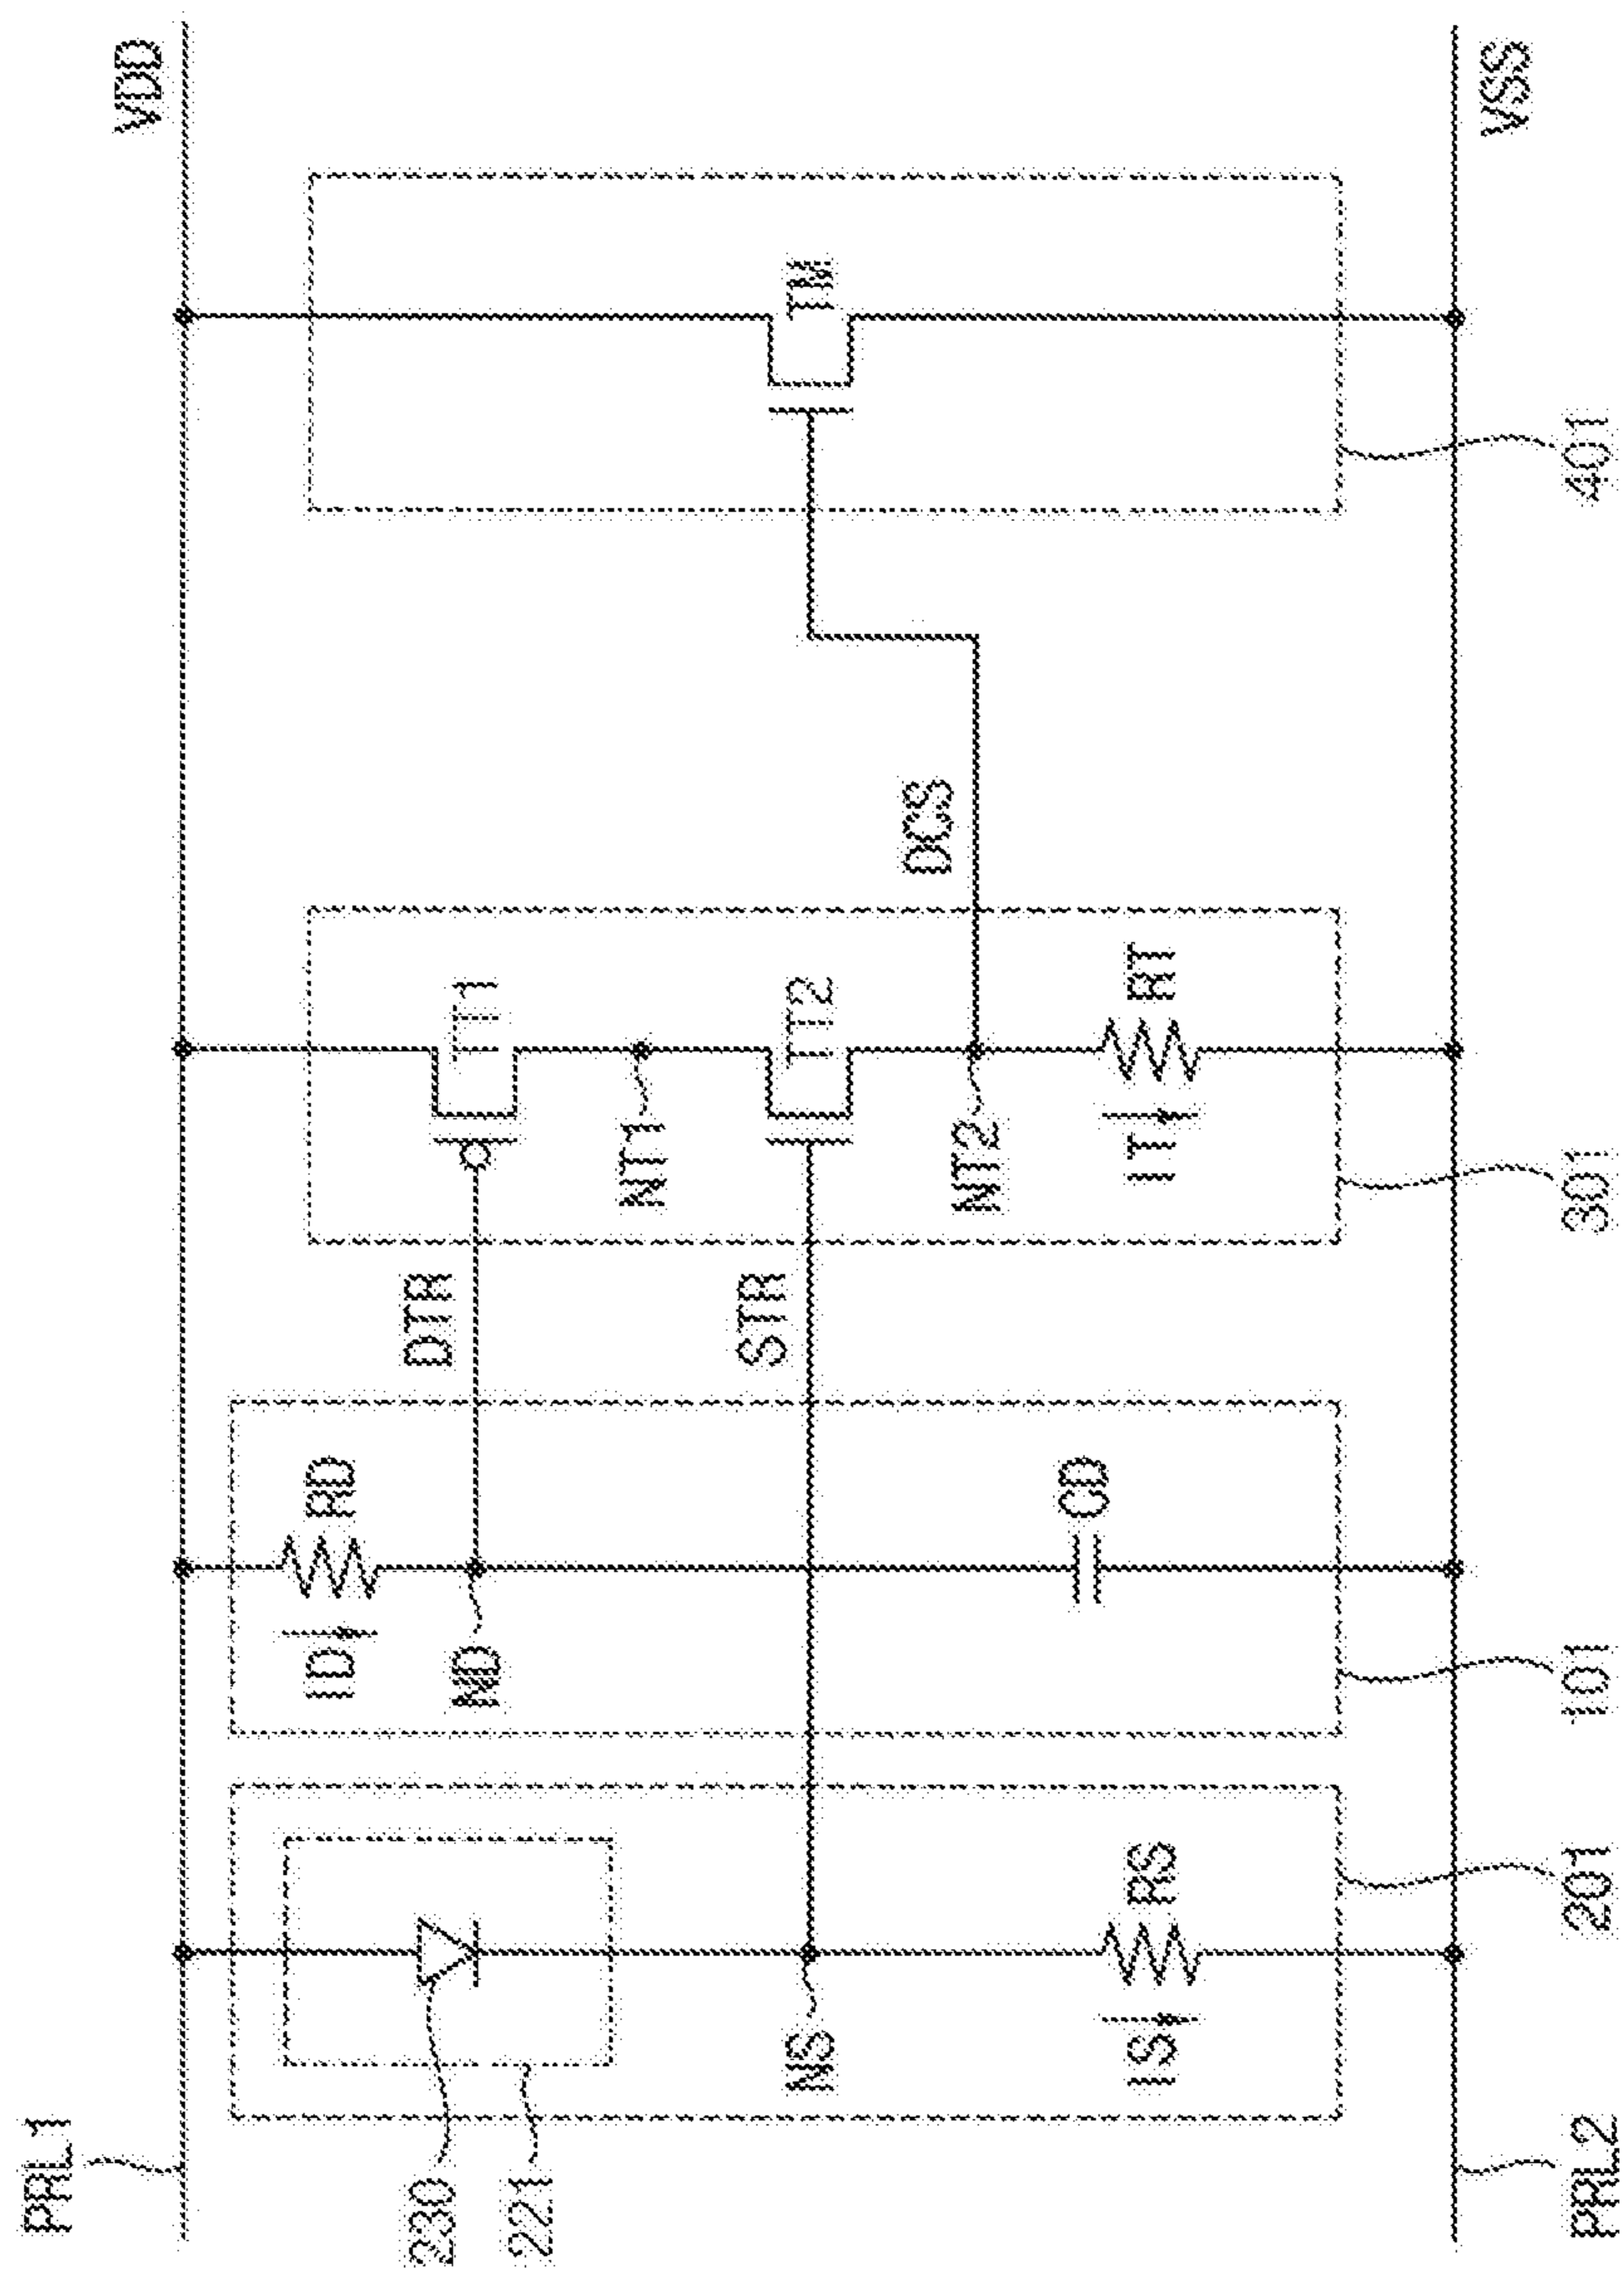 PRL1
VDD
230
221
ID
RD
ND
DTR
TT1
NT1
STR
TT2
TM
NS
DCS
NT2
CD
IS
RS
IT
RT
201
101
301
401
PRL2
VSS